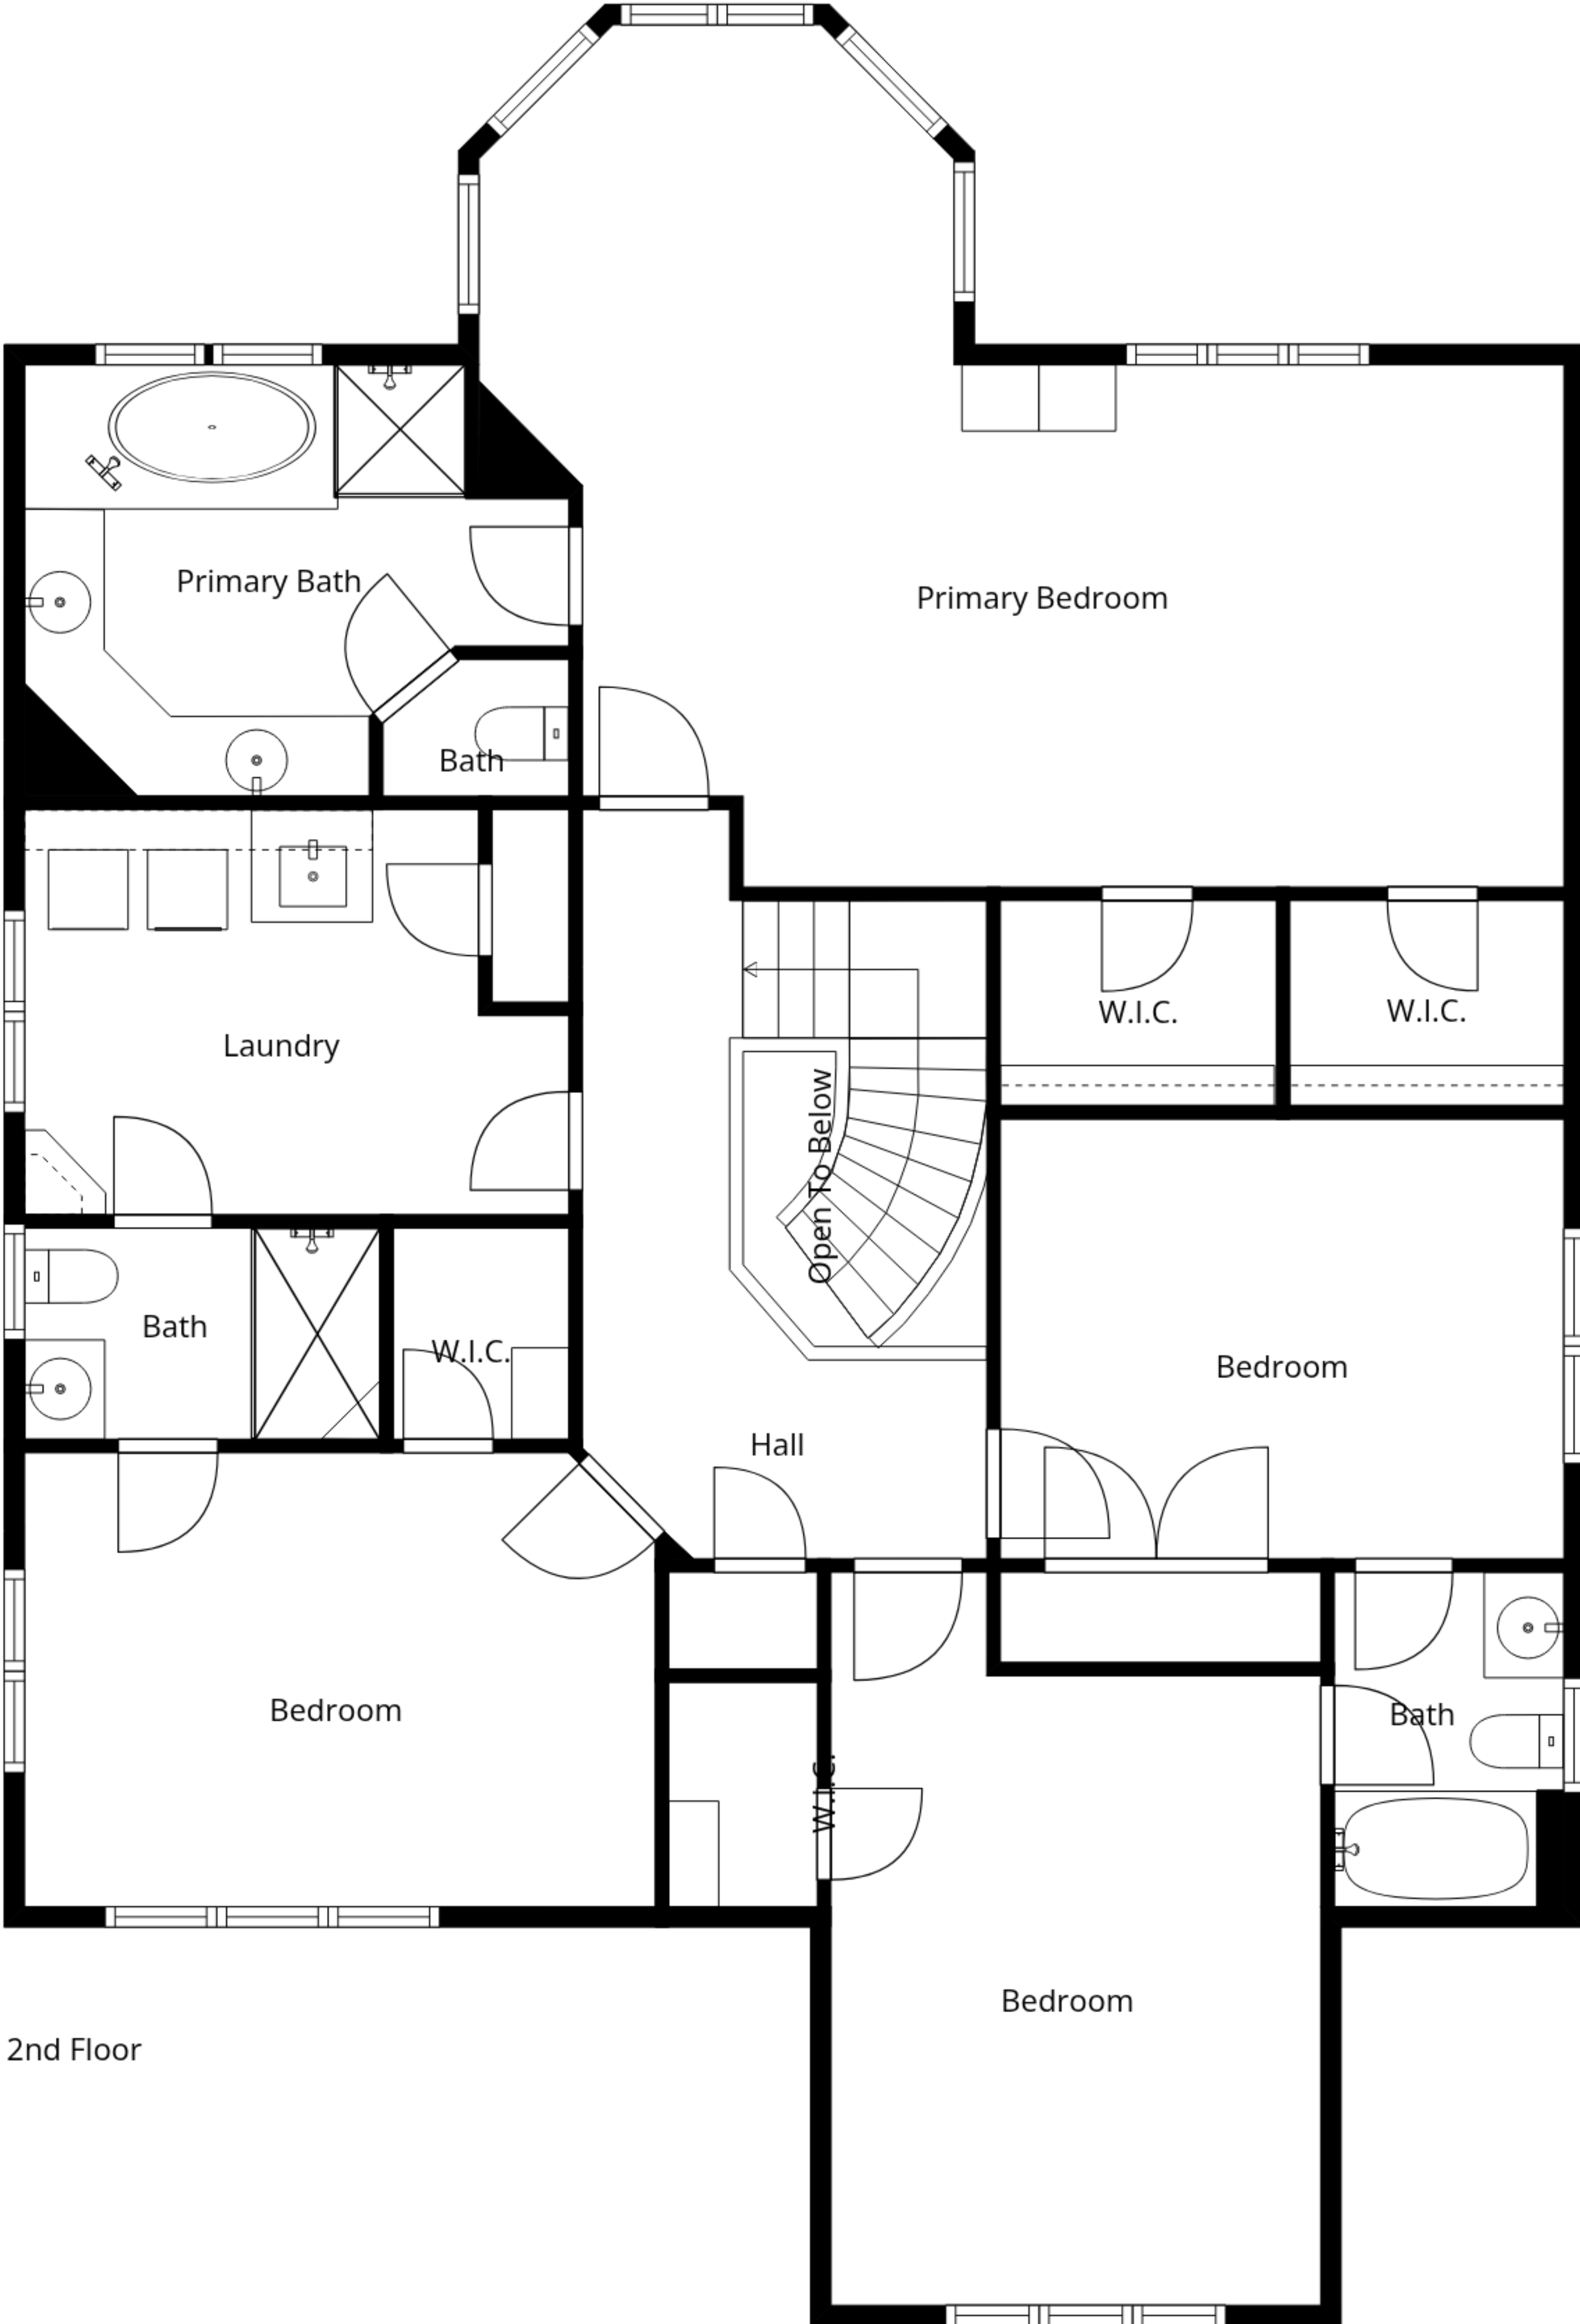 Primary Bath
Primary Bedroom
Bath
W.I.C.
W.I.C.
Laundry
Open To Below
Bath
W.I.C.
Bedroom
Hall
Bedroom
Bath
W.I.C.
Bedroom
2nd Floor